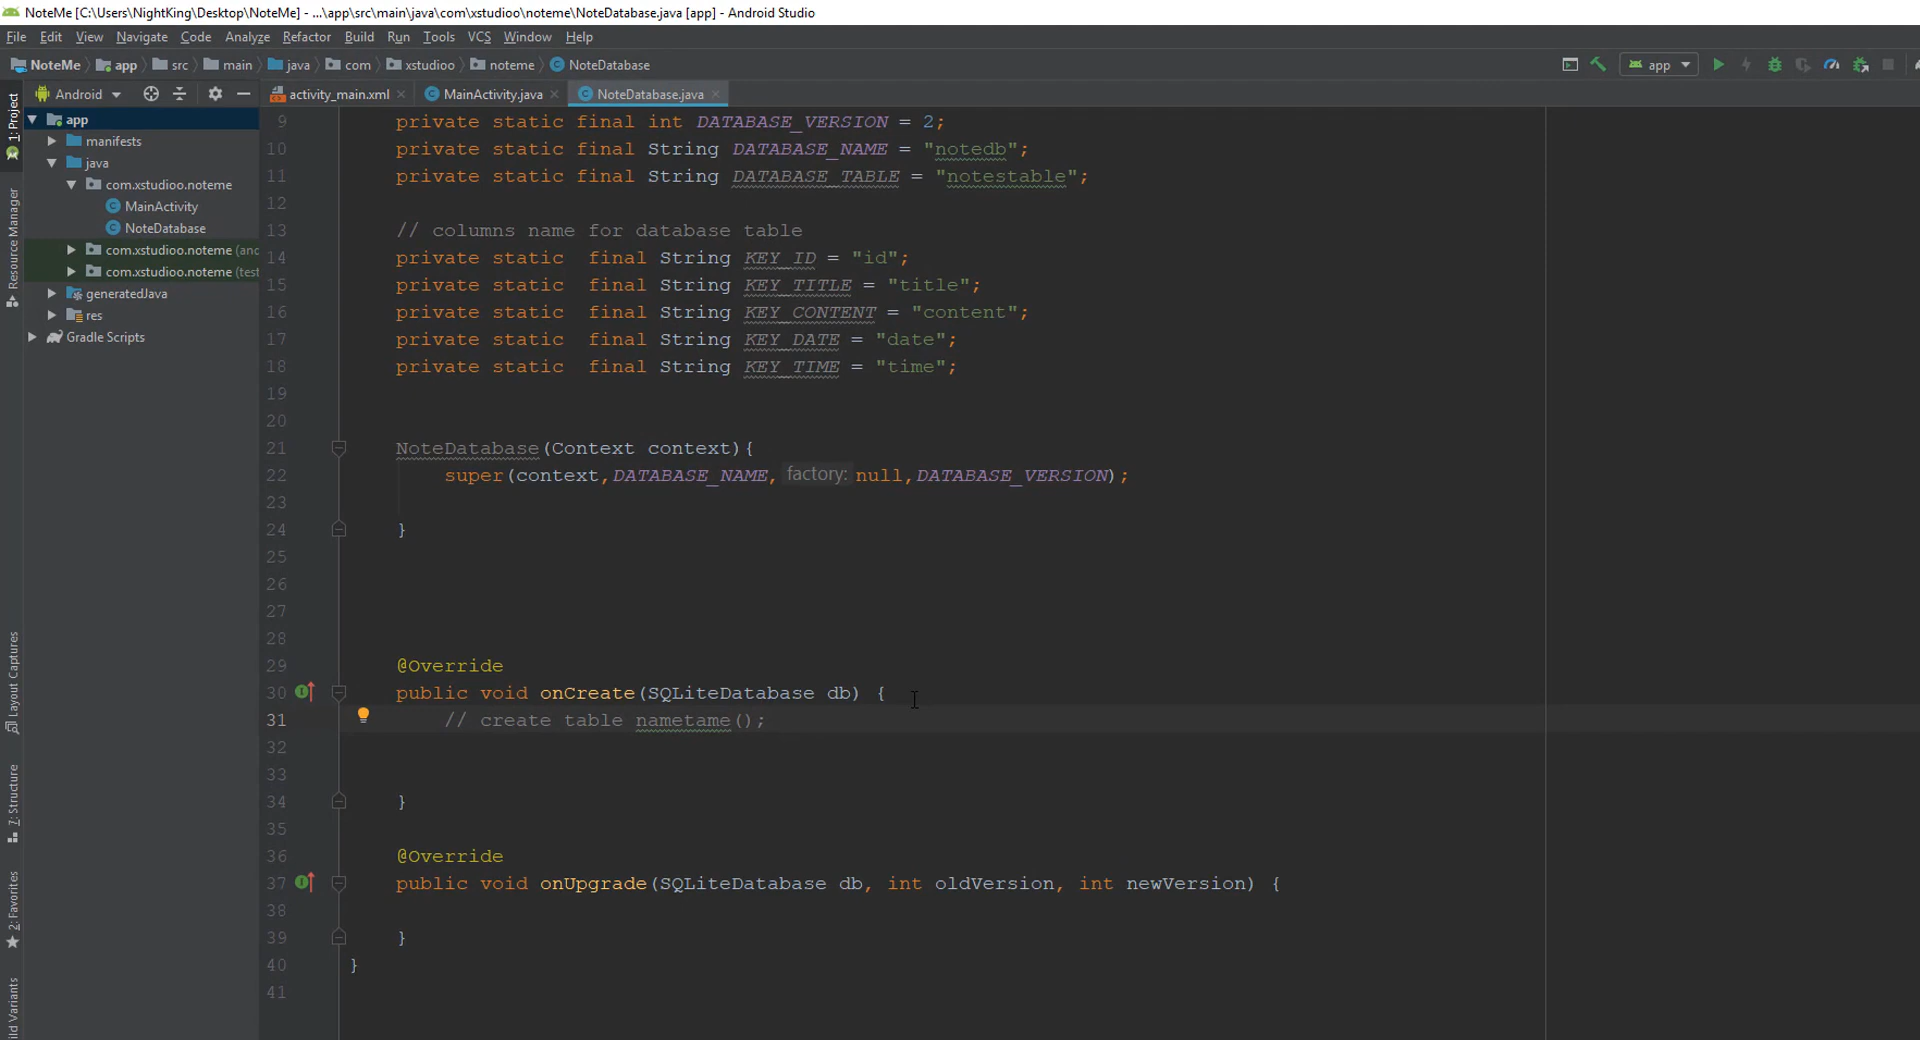 NoteMe [C:\Users\NightKing\Desktop\NoteMe] - ...\app\src\main\java\com\xstudioo\noteme\NoteDatabase.java [app] - Android Studio
File Edit View Navigate Code Analyze Refactor Build Run Tools VCS Window Help
NoteMe app src main java com xstudioo noteme NoteDatabase app
Android activity_main.xml MainActivity.java NoteDatabase.java
1: Project
Resource Manager
Layout Captures
7: Structure
2: Favorites
ild Variants
app
manifests
java
com.xstudioo.noteme
MainActivity
NoteDatabase
com.xstudioo.noteme (and
com.xstudioo.noteme (test
generatedJava
res
Gradle Scripts
9 private static final int DATABASE_VERSION = 2;
10 private static final String DATABASE_NAME = "notedb";
11 private static final String DATABASE_TABLE = "notestable";
12
13 // columns name for database table
14 private static  final String KEY_ID = "id";
15 private static  final String KEY_TITLE = "title";
16 private static  final String KEY_CONTENT = "content";
17 private static  final String KEY_DATE = "date";
18 private static  final String KEY_TIME = "time";
19
20
21 NoteDatabase(Context context){
22 super(context,DATABASE_NAME, factory: null,DATABASE_VERSION);
23
24 }
25
26
27
28
29 @Override
30 public void onCreate(SQLiteDatabase db) {
31 // create table nametame();
32
33
34 }
35
36 @Override
37 public void onUpgrade(SQLiteDatabase db, int oldVersion, int newVersion) {
38
39 }
40 }
41